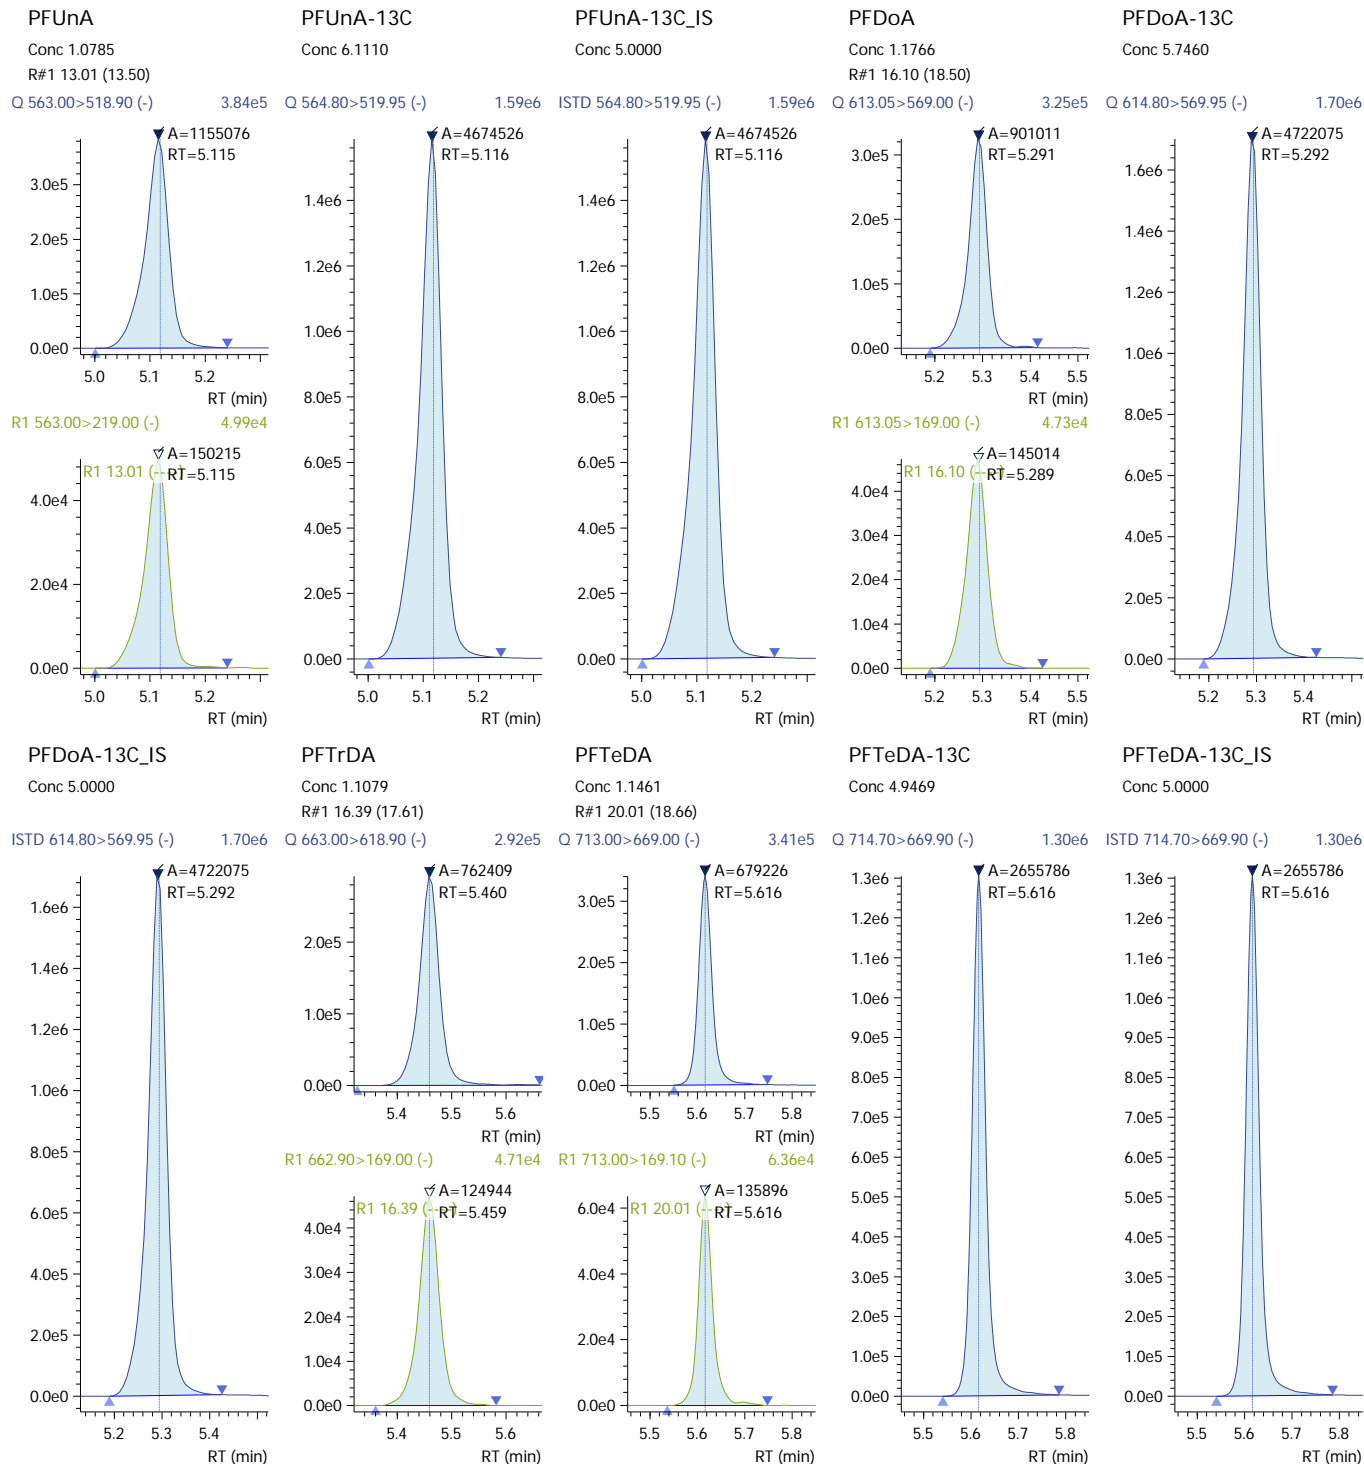 PFUnA
Conc 1.0785
R#1 13.01 (13.50)
Q 563.00>518.90 (-) 3.84e5
A=1155076
RT=5.115
3.0e5
2.0e5
1.0e5
0.0e0
5.0 5.1 5.2
RT (min)
R1 563.00>219.00 (-) 4.99e4
A=150215
R1 13.01 (
RT=5.115
4.0e4
2.0e4
0.0e0
5.0 5.1 5.2
RT (min)
PFUnA-13C
Conc 6.1110
Q 564.80>519.95 (-) 1.59e6
A=4674526
RT=5.116
1.4e6
1.2e6
1.0e6
8.0e5
6.0e5
4.0e5
2.0e5
0.0e0
5.0 5.1 5.2
RT (min)
PFUnA-13C_IS
Conc 5.0000
ISTD 564.80>519.95 (-) 1.59e6
A=4674526
RT=5.116
1.4e6
1.2e6
1.0e6
8.0e5
6.0e5
4.0e5
2.0e5
0.0e0
5.0 5.1 5.2
RT (min)
PFDoA
Conc 1.1766
R#1 16.10 (18.50)
Q 613.05>569.00 (-) 3.25e5
A=901011
RT=5.291
3.0e5
2.0e5
1.0e5
0.0e0
5.2 5.3 5.4 5.5
RT (min)
R1 613.05>169.00 (-) 4.73e4
A=145014
R1 16.10 (
RT=5.289
4.0e4
3.0e4
2.0e4
1.0e4
0.0e0
5.2 5.3 5.4 5.5
RT (min)
PFDoA-13C
Conc 5.7460
Q 614.80>569.95 (-) 1.70e6
A=4722075
RT=5.292
1.6e6
1.4e6
1.2e6
1.0e6
8.0e5
6.0e5
4.0e5
2.0e5
0.0e0
5.2 5.3 5.4
RT (min)
PFDoA-13C_IS
Conc 5.0000
ISTD 614.80>569.95 (-) 1.70e6
A=4722075
RT=5.292
1.6e6
1.4e6
1.2e6
1.0e6
8.0e5
6.0e5
4.0e5
2.0e5
0.0e0
5.2 5.3 5.4
RT (min)
PFTrDA
Conc 1.1079
R#1 16.39 (17.61)
Q 663.00>618.90 (-) 2.92e5
A=762409
RT=5.460
2.0e5
1.0e5
0.0e0
5.4 5.5 5.6
RT (min)
R1 662.90>169.00 (-) 4.71e4
A=124944
R1 16.39 (
RT=5.459
4.0e4
3.0e4
2.0e4
1.0e4
0.0e0
5.4 5.5 5.6
RT (min)
PFTeDA
Conc 1.1461
R#1 20.01 (18.66)
Q 713.00>669.00 (-) 3.41e5
A=679226
RT=5.616
3.0e5
2.0e5
1.0e5
0.0e0
5.5 5.6 5.7 5.8
RT (min)
R1 713.00>169.10 (-) 6.36e4
A=135896
R1 20.01 (
RT=5.616
6.0e4
4.0e4
2.0e4
0.0e0
5.5 5.6 5.7 5.8
RT (min)
PFTeDA-13C
Conc 4.9469
Q 714.70>669.90 (-) 1.30e6
A=2655786
RT=5.616
1.3e6
1.2e6
1.1e6
1.0e6
9.0e5
8.0e5
7.0e5
6.0e5
5.0e5
4.0e5
3.0e5
2.0e5
1.0e5
0.0e0
5.5 5.6 5.7 5.8
RT (min)
PFTeDA-13C_IS
Conc 5.0000
ISTD 714.70>669.90 (-) 1.30e6
A=2655786
RT=5.616
1.3e6
1.2e6
1.1e6
1.0e6
9.0e5
8.0e5
7.0e5
6.0e5
5.0e5
4.0e5
3.0e5
2.0e5
1.0e5
0.0e0
5.5 5.6 5.7 5.8
RT (min)